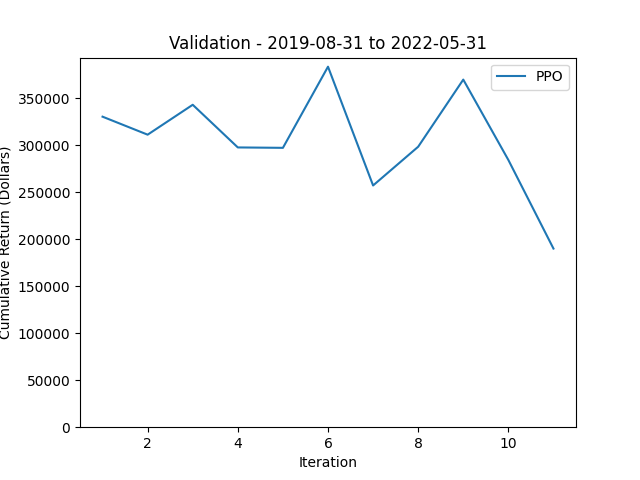 Validation - 2019-08-31 to 2022-05-31
PPO
Cumulative Return (Dollars)
350000
300000
250000
200000
150000
100000
50000
0
2 4 6 8 10
Iteration